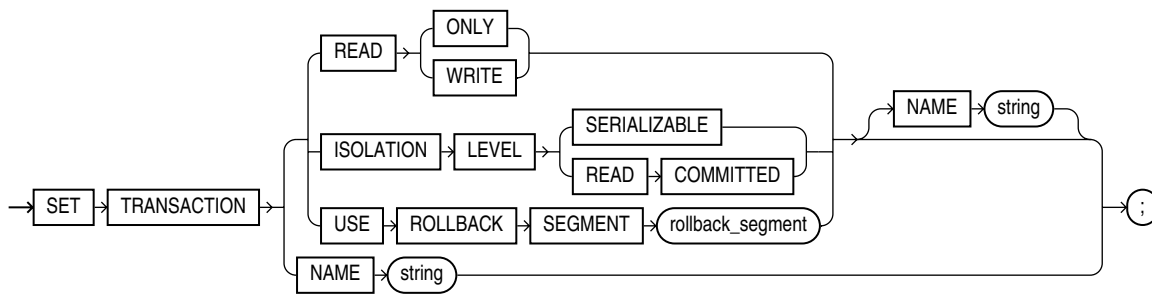 ONLY
READ
WRITE
NAME string
SERIALIZABLE
ISOLATION LEVEL
READ COMMITTED
SET TRANSACTION ;
USE ROLLBACK SEGMENT rollback_segment
NAME string